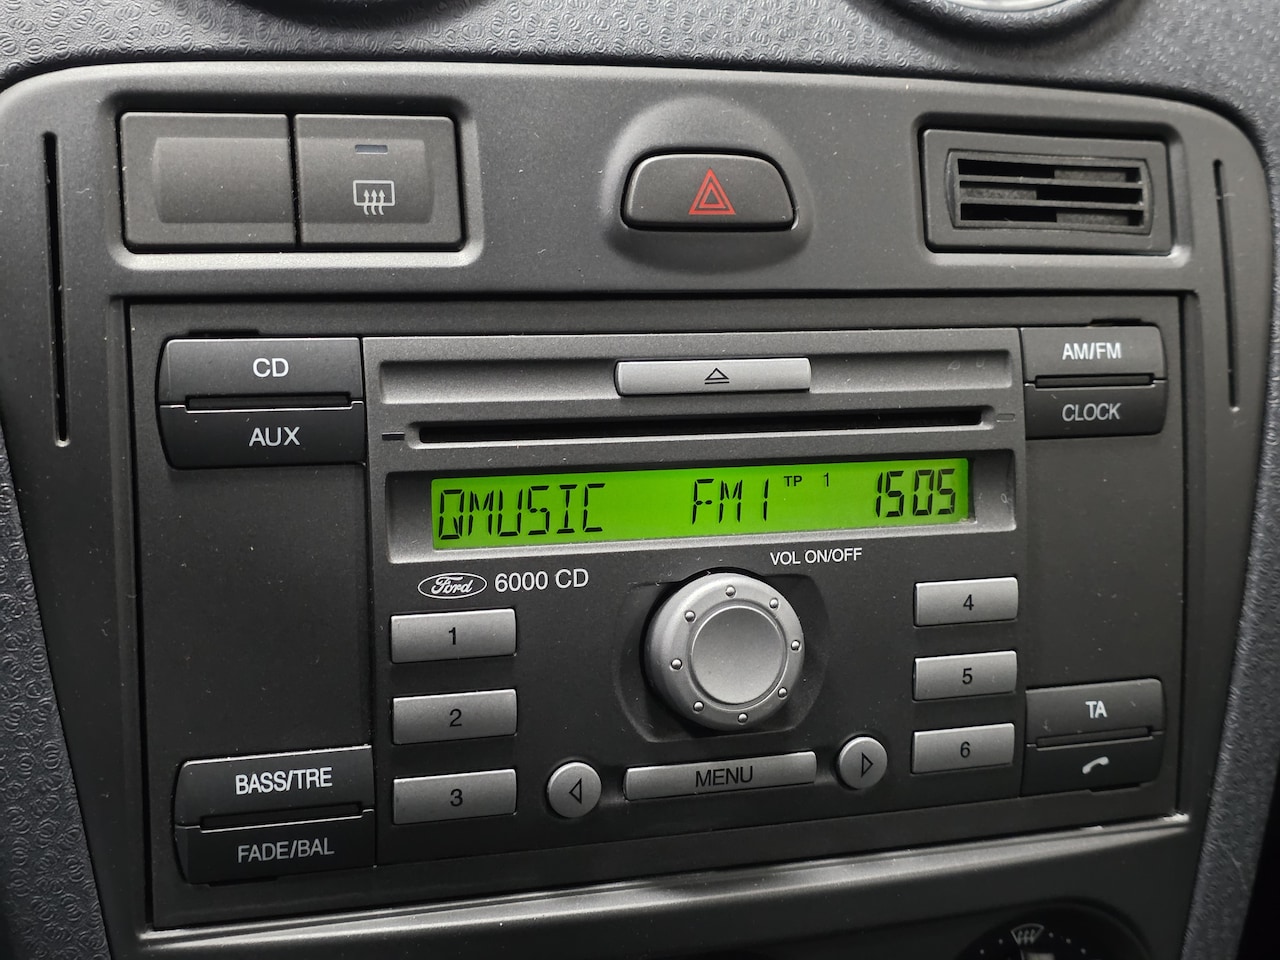 CD
AM/FM
AUX
CLOCK
QMUSIC FM1 TP 1 1505
VOL ON/OFF
Ford 6000 CD
1
4
2
5
3
6
MENU
TA
BASS/TRE
FADE/BAL